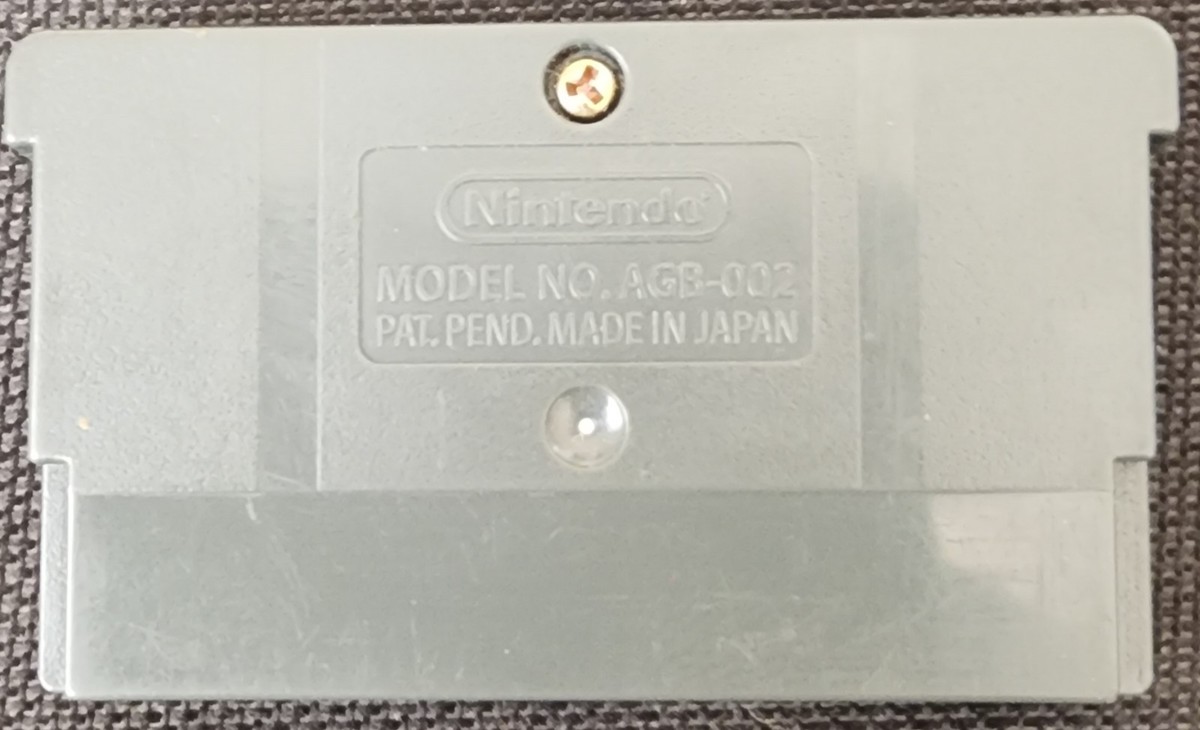 Nintendo
MODEL NO. AGB-002
PAT. PEND. MADE IN JAPAN